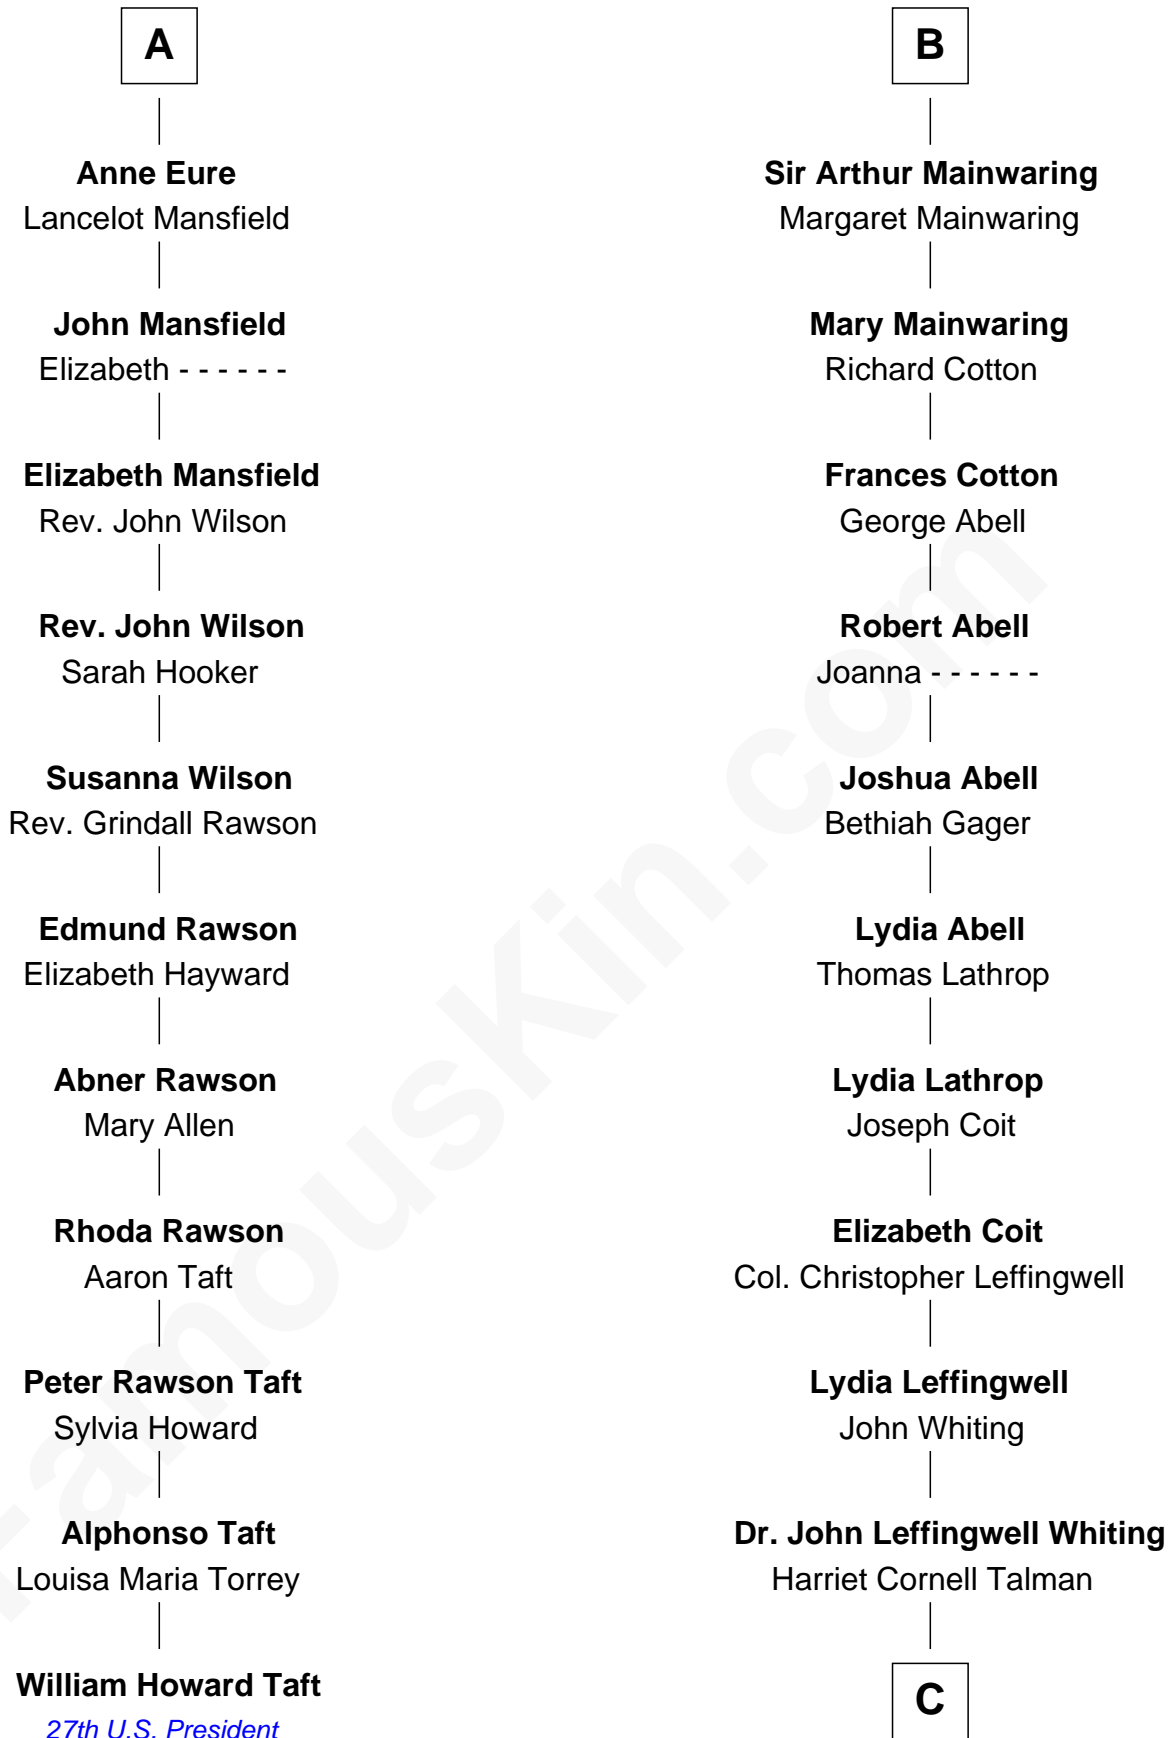 A
Anne Eure
Lancelot Mansfield
John Mansfield
Elizabeth - - - - - -
Elizabeth Mansfield
Rev. John Wilson
Rev. John Wilson
Sarah Hooker
Susanna Wilson
Rev. Grindall Rawson
Edmund Rawson
Elizabeth Hayward
Abner Rawson
Mary Allen
Rhoda Rawson
Aaron Taft
Peter Rawson Taft
Sylvia Howard
Alphonso Taft
Louisa Maria Torrey
William Howard Taft
27th U.S. President
B
Sir Arthur Mainwaring
Margaret Mainwaring
Mary Mainwaring
Richard Cotton
Frances Cotton
George Abell
Robert Abell
Joanna - - - - - -
Joshua Abell
Bethiah Gager
Lydia Abell
Thomas Lathrop
Lydia Lathrop
Joseph Coit
Elizabeth Coit
Col. Christopher Leffingwell
Lydia Leffingwell
John Whiting
Dr. John Leffingwell Whiting
Harriet Cornell Talman
C
FamousKin.com